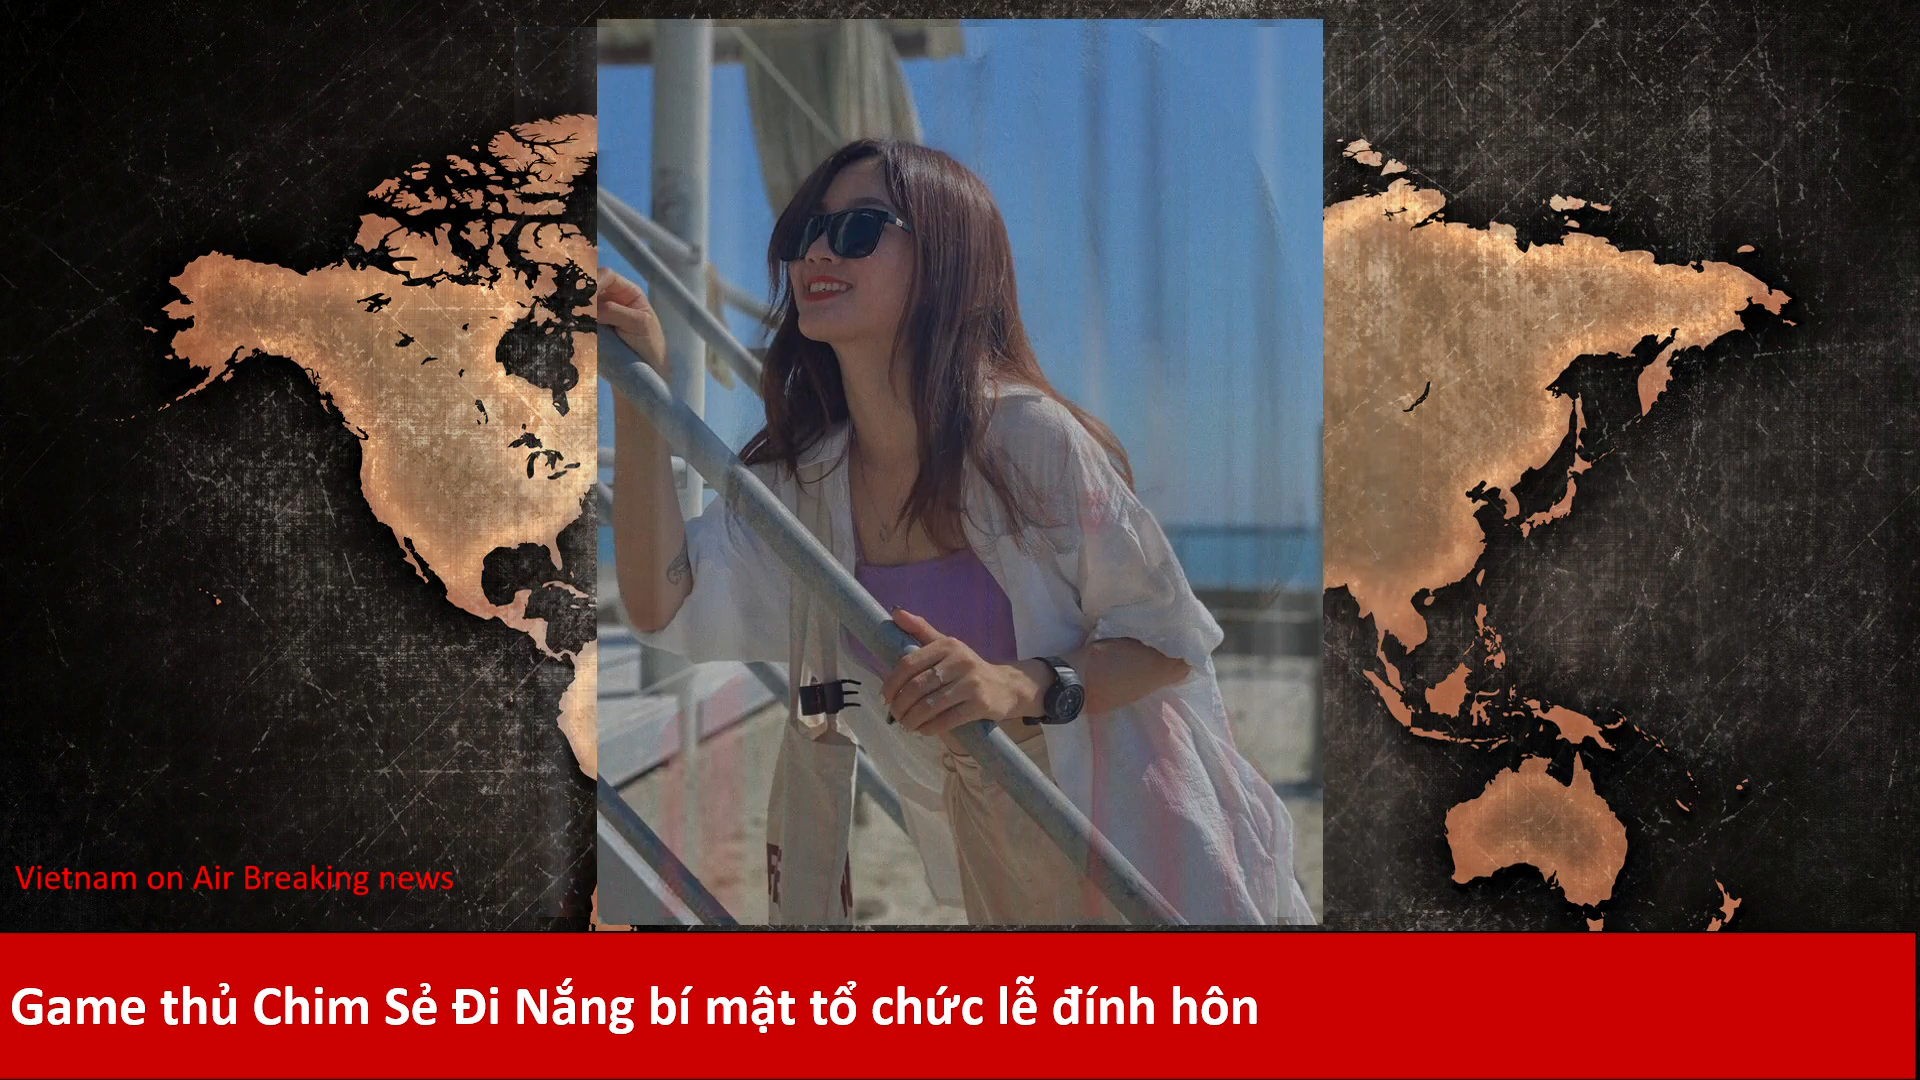 Vietnam on Air Breaking news
Game thủ Chim Sẻ Đi Nắng bí mật tổ chức lễ đính hôn